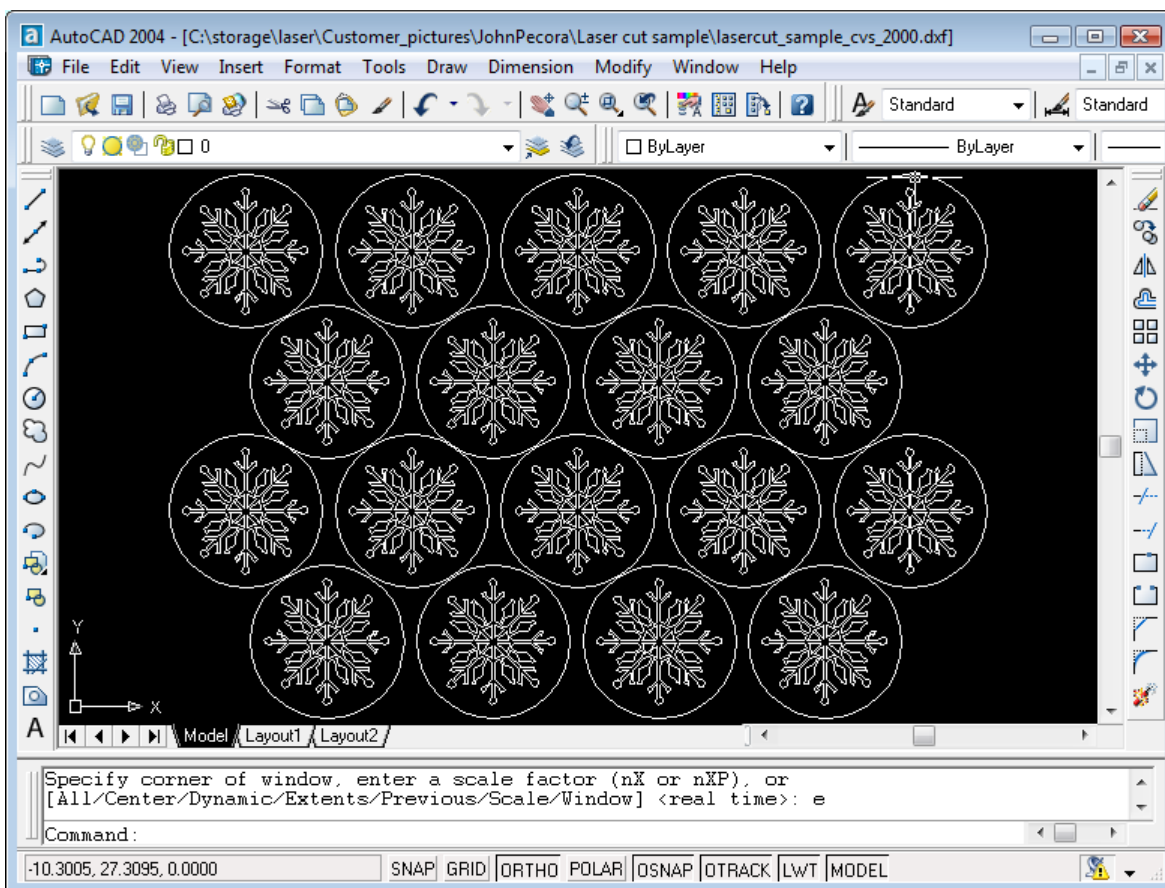 a AutoCAD 2004 - [C:\storage\laser\Customer_pictures\JohnPecora\Laser cut sample\lasercut_sample_cvs_2000.dxf]
File Edit View Insert Format Tools Draw Dimension Modify Window Help
Standard Standard
0 ByLayer ByLayer
Y
X
A Model Layout1 Layout2
Specify corner of window, enter a scale factor (nX or nXP), or
[All/Center/Dynamic/Extents/Previous/Scale/Window] <real time>: e
Command:
-10.3005, 27.3095, 0.0000 SNAP GRID ORTHO POLAR OSNAP OTRACK LWT MODEL